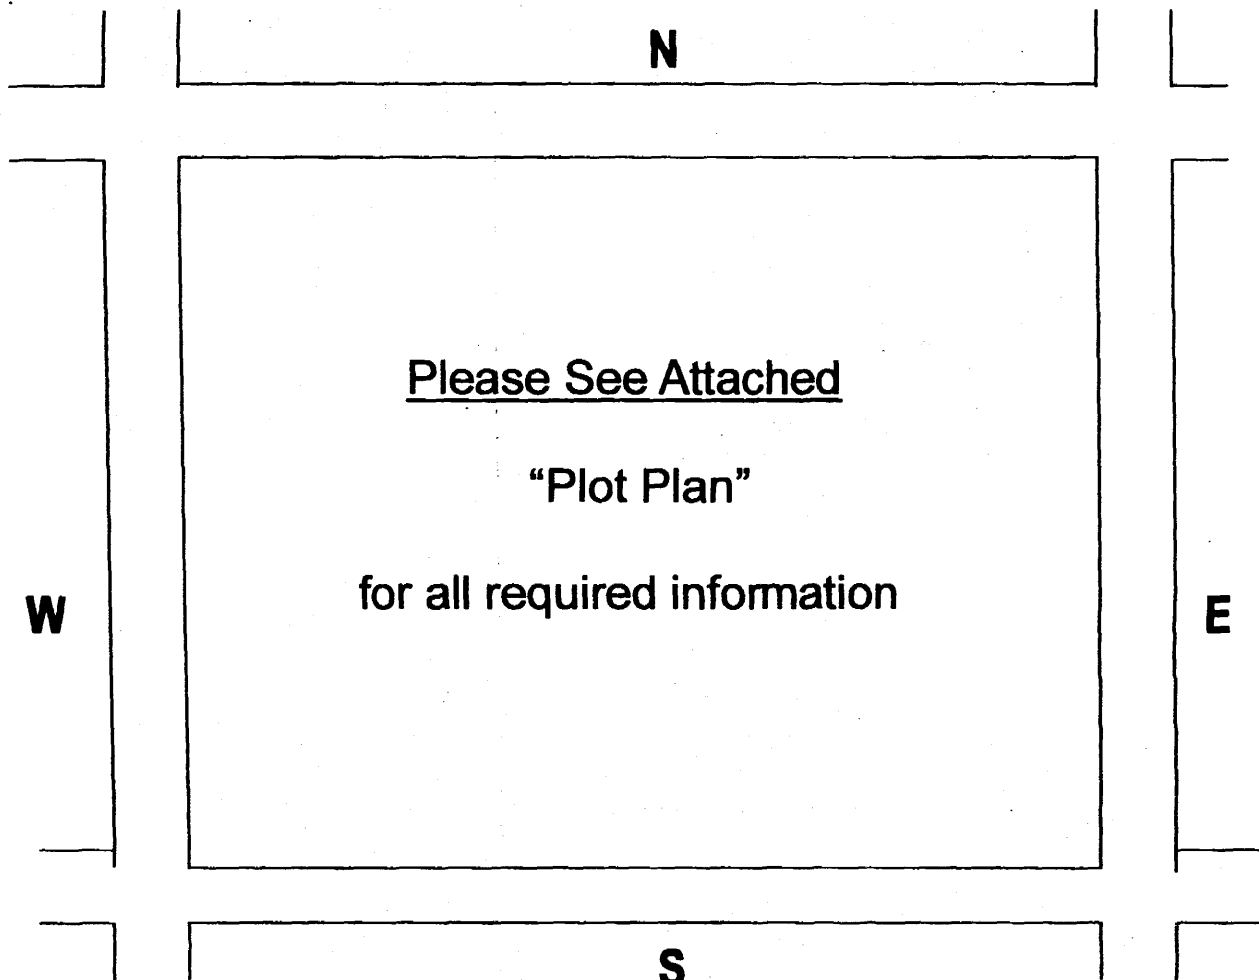 N
Please See Attached
“Plot Plan”
for all required information
W
E
S